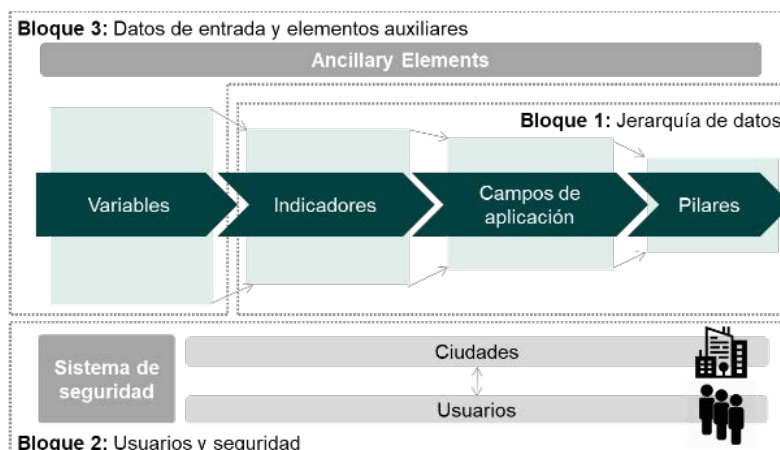 Bloque 3: Datos de entrada y elementos auxiliares
Ancillary Elements
Bloque 1: Jerarquía de datos
Variables
Indicadores
Campos de
aplicación
Pilares
Sistema de
seguridad
Ciudades
Usuarios
Bloque 2: Usuarios y seguridad